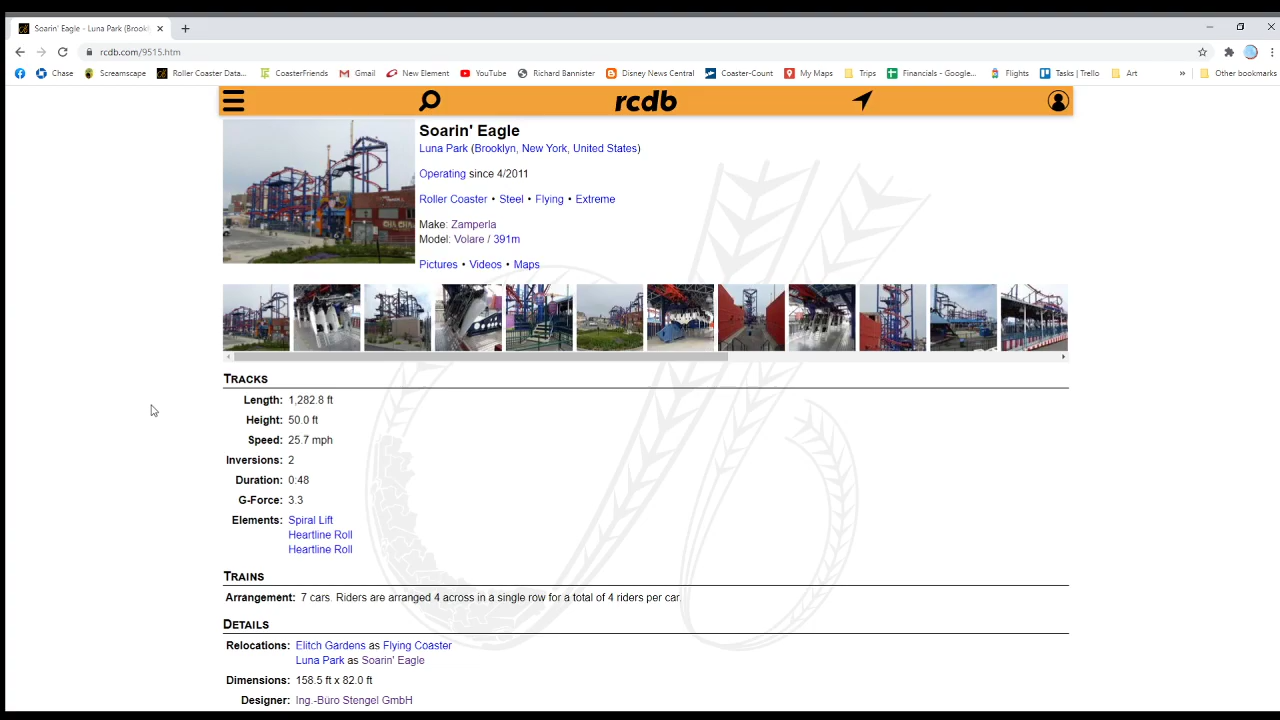 Soarin' Eagle - Luna Park (Brookl
rcdb.com/9515.htm
Chase
Screamscape
Roller Coaster Data...
CoasterFriends
Gmail
New Element
YouTube
Richard Bannister
Disney News Central
Coaster-Count
My Maps
Trips
Financials - Google...
Flights
Tasks | Trello
Art
»
Other bookmarks
rcdb
Soarin' Eagle
Luna Park (Brooklyn, New York, United States)
Operating since 4/2011
Roller Coaster • Steel • Flying • Extreme
Make: Zamperla
Model: Volare / 391m
Pictures • Videos • Maps
TRACKS
Length: 1,282.8 ft
Height: 50.0 ft
Speed: 25.7 mph
Inversions: 2
Duration: 0:48
G-Force: 3.3
Elements: Spiral Lift
Heartline Roll
Heartline Roll
TRAINS
Arrangement: 7 cars. Riders are arranged 4 across in a single row for a total of 4 riders per car.
DETAILS
Relocations: Elitch Gardens as Flying Coaster
Luna Park as Soarin' Eagle
Dimensions: 158.5 ft x 82.0 ft
Designer: Ing.-Büro Stengel GmbH